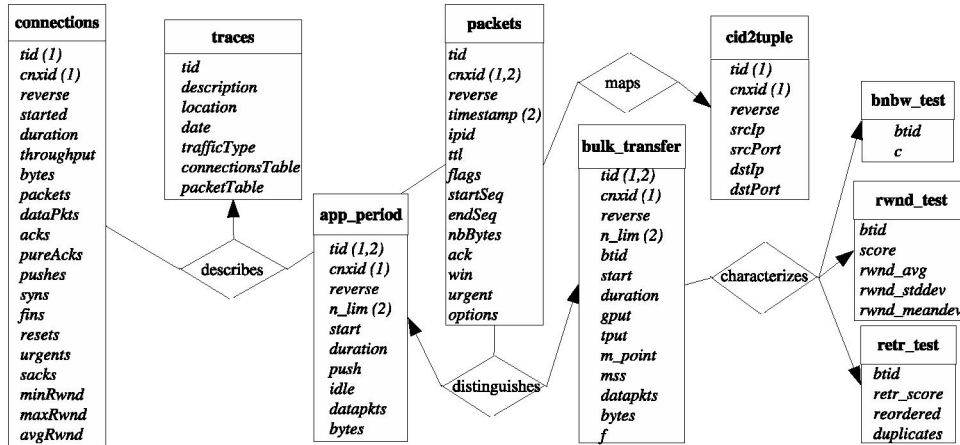 connections
tid (1)
cnxid (1)
reverse
started
duration
throughput
bytes
packets
dataPkts
acks
pureAcks
pushes
syns
fins
resets
urgents
sacks
minRwnd
maxRwnd
avgRwnd
traces
tid
description
location
date
trafficType
connectionsTable
packetTable
describes
app_period
tid (1,2)
cnxid (1)
reverse
n_lim (2)
start
duration
push
idle
datapkts
bytes
packets
tid
cnxid (1,2)
reverse
timestamp (2)
ipid
ttl
flags
startSeq
endSeq
nbBytes
ack
win
urgent
options
distinguishes
maps
bulk_transfer
tid (1,2)
cnxid (1)
reverse
n_lim (2)
btid
start
duration
gput
tput
m_point
mss
datapkts
bytes
f
cid2tuple
tid (1)
cnxid (1)
reverse
srcIp
srcPort
dstIp
dstPort
characterizes
bnbw_test
btid
c
rwnd_test
btid
score
rwnd_avg
rwnd_stddev
rwnd_meandev
retr_test
btid
retr_score
reordered
duplicates